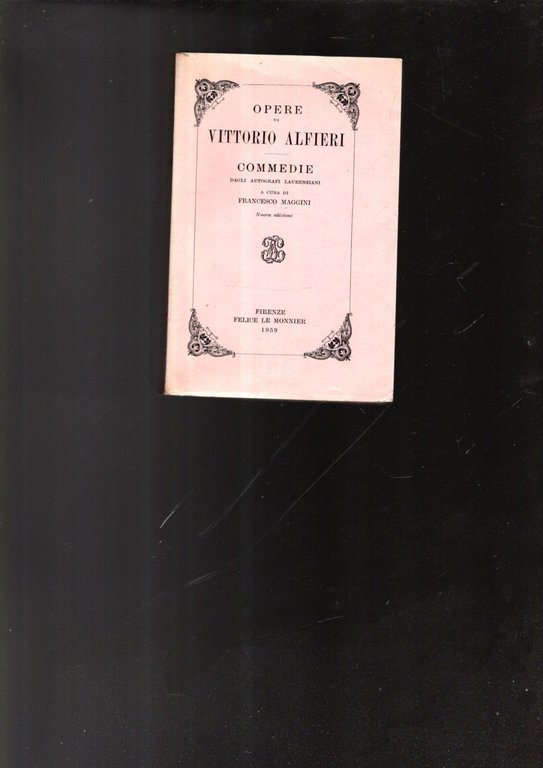 OPERE
DI
VITTORIO ALFIERI
COMMEDIE
DAGLI AUTOGRAFI LAURENZIANI
A CURA DI
FRANCESCO MAGGINI
Nuova edizione
FIRENZE
FELICE LE MONNIER
1959